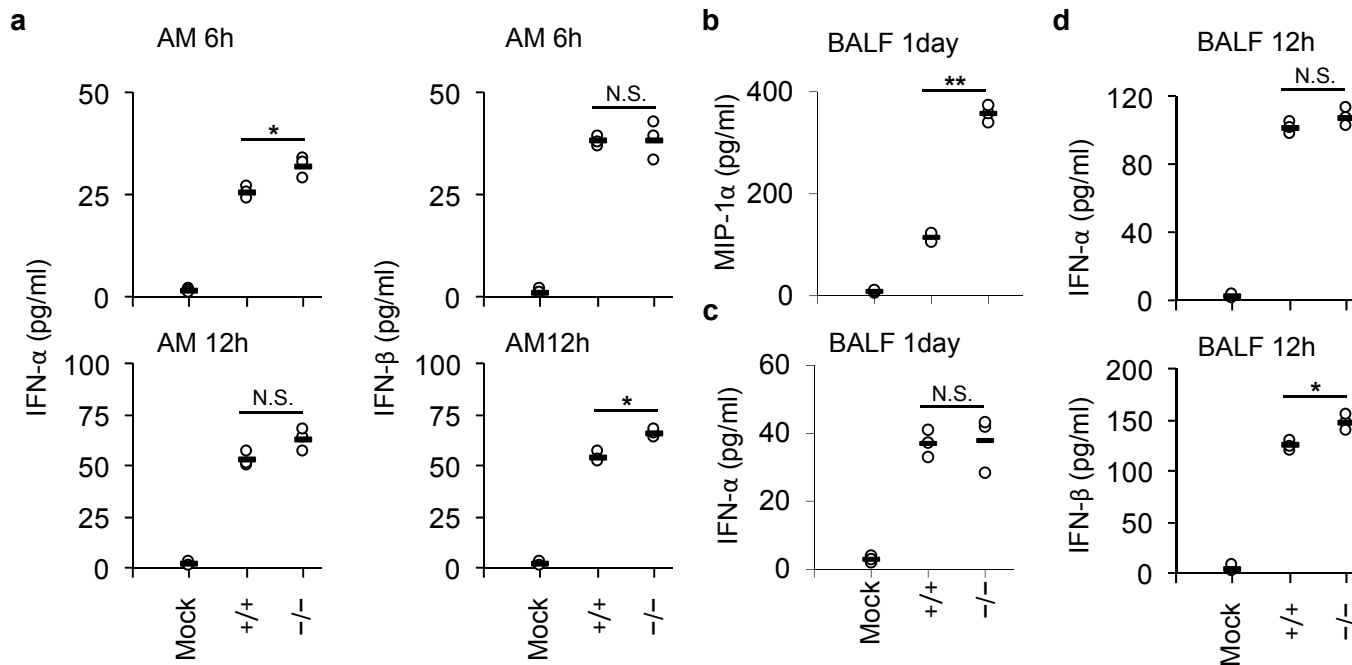 a
AM 6h
AM 6h
IFN-α (pg/ml)
50
25
0
*
IFN-β (pg/ml)
50
25
0
N.S.
AM 12h
AM12h
100
75
50
25
0
N.S.
Mock
+/+
−/−
100
75
50
25
0
*
Mock
+/+
−/−
b
BALF 1day
MIP-1α (pg/ml)
400
200
0
**
c
BALF 1day
IFN-α (pg/ml)
60
40
20
0
N.S.
Mock
+/+
−/−
d
BALF 12h
IFN-α (pg/ml)
120
80
40
0
N.S.
BALF 12h
IFN-β (pg/ml)
200
150
100
50
0
*
Mock
+/+
−/−